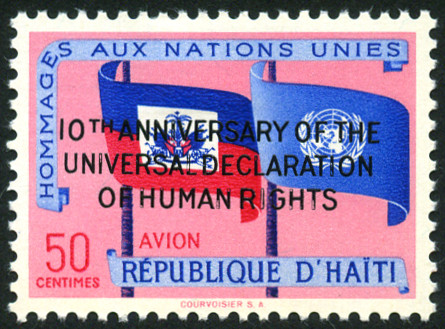 HOMMAGES AUX NATIONS UNIES
10TH ANNIVERSARY OF THE
UNIVERSAL DECLARATION
OF HUMAN RIGHTS
AVION
50
CENTIMES
RÉPUBLIQUE D'HAÏTI
COURVOISIER S. A.